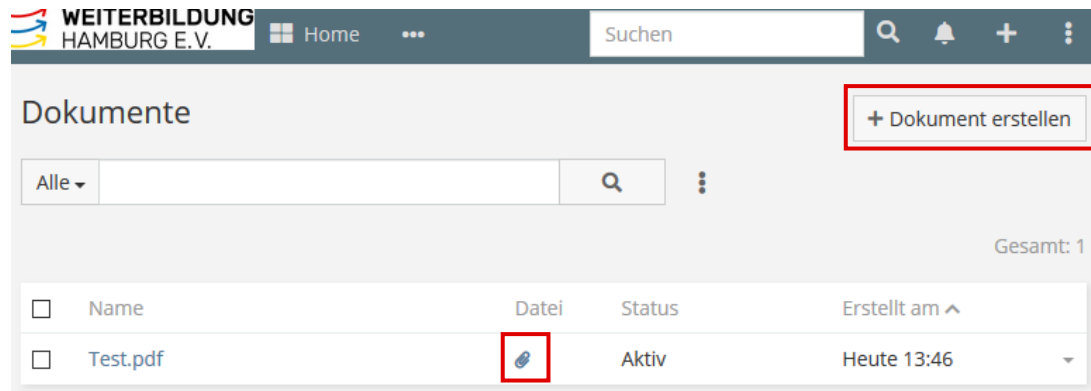 WEITERBILDUNG
HAMBURG E.V.
Home
Suchen
Dokumente
+ Dokument erstellen
Alle
Gesamt: 1
Name Datei Status Erstellt am
Test.pdf Aktiv Heute 13:46